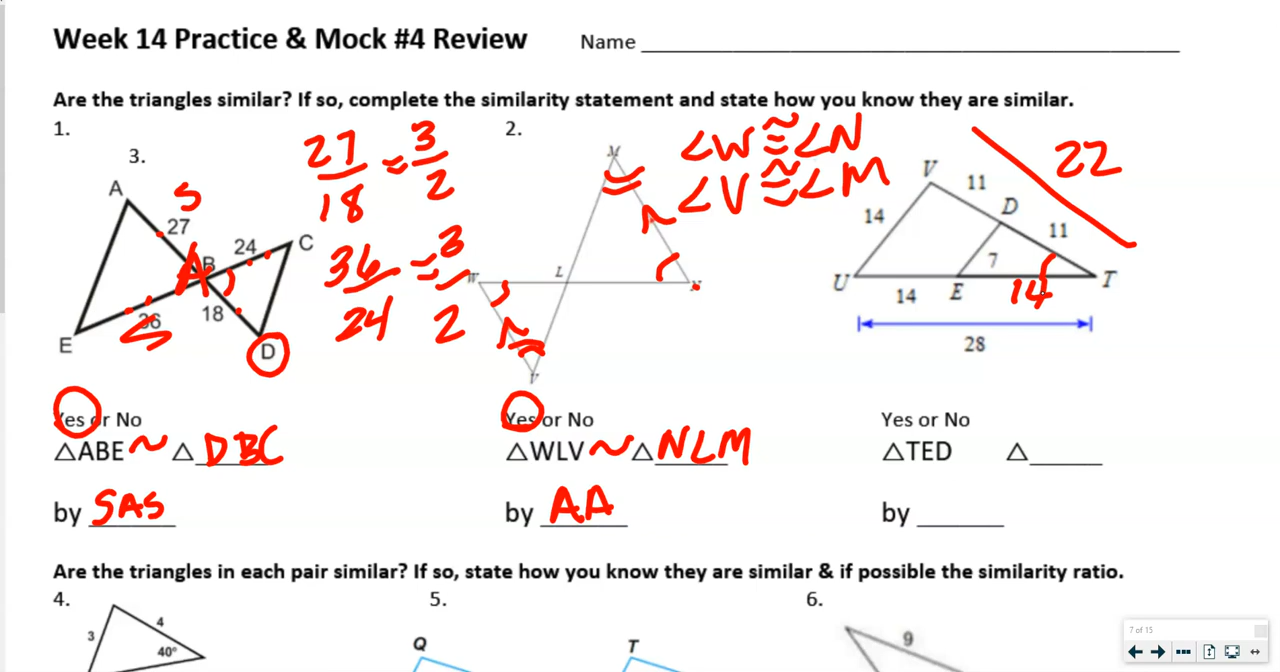 Week 14 Practice & Mock #4 Review Name
Are the triangles similar? If so, complete the similarity statement and state how you know they are similar.
1.
3.
A
S
27
B
24
C
A
36
S
18
E
D
27/18 = 3/2
36/24 = 3/2
2.
M
∠W ≅ ∠N
∠V ≅ ∠M
W
L
N
V
V
11
22
D
14
11
7
U
14
E
14
T
28
Yes or No
△ABE ~ △ DBC
by SAS
Yes or No
△WLV ~ △ NLM
by AA
Yes or No
△TED △
by
Are the triangles in each pair similar? If so, state how you know they are similar & if possible the similarity ratio.
4.
3
4
40°
5.
Q
T
6.
9
7 of 15